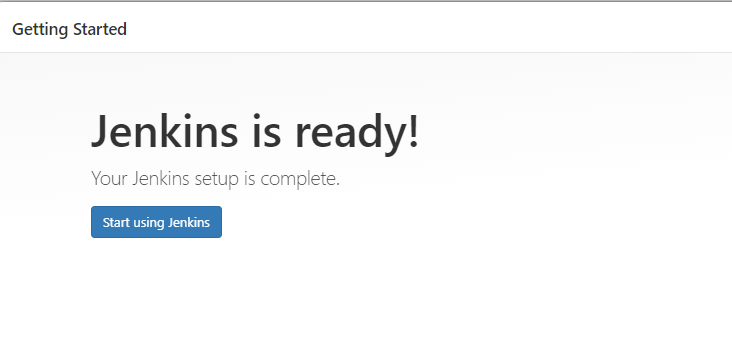 Getting Started
Jenkins is ready!
Your Jenkins setup is complete.
Start using Jenkins